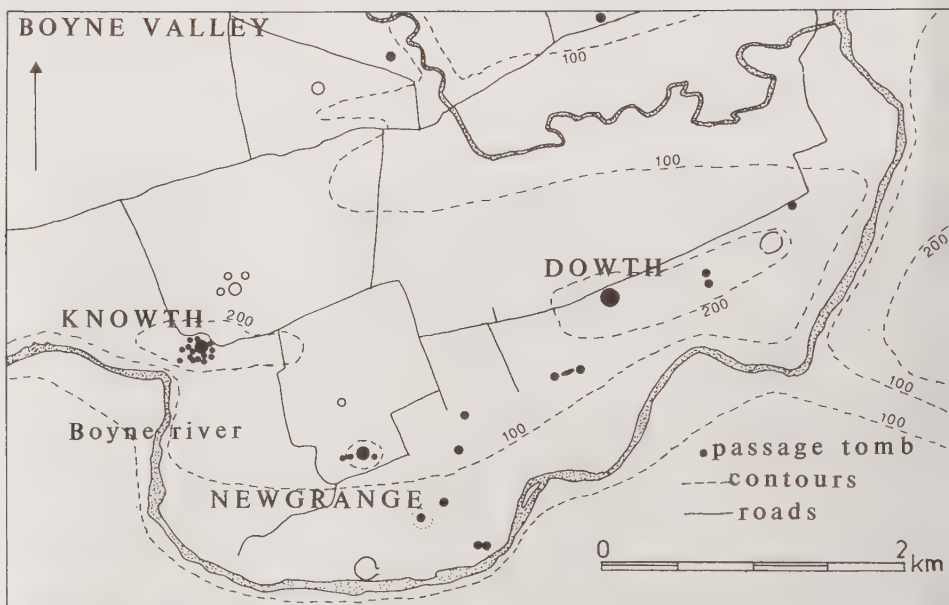 BOYNE VALLEY
100
100
200
DOWTH
KNOWTH
200
200
100
100
Boyne river
100
passage tomb
contours
roads
NEWGRANGE
0 2
km